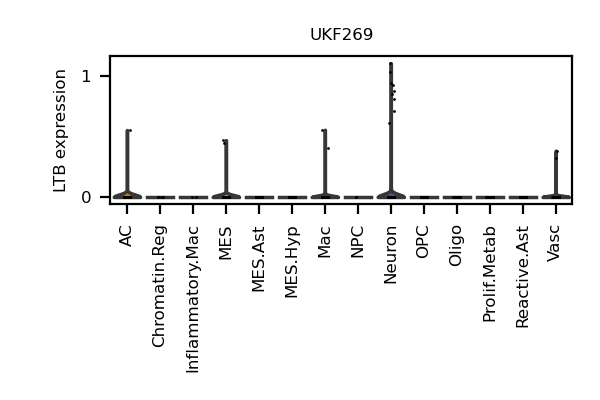 UKF269
LTB expression
1
0
AC
Chromatin.Reg
Inflammatory.Mac
MES
MES.Ast
MES.Hyp
Mac
NPC
Neuron
OPC
Oligo
Prolif.Metab
Reactive.Ast
Vasc